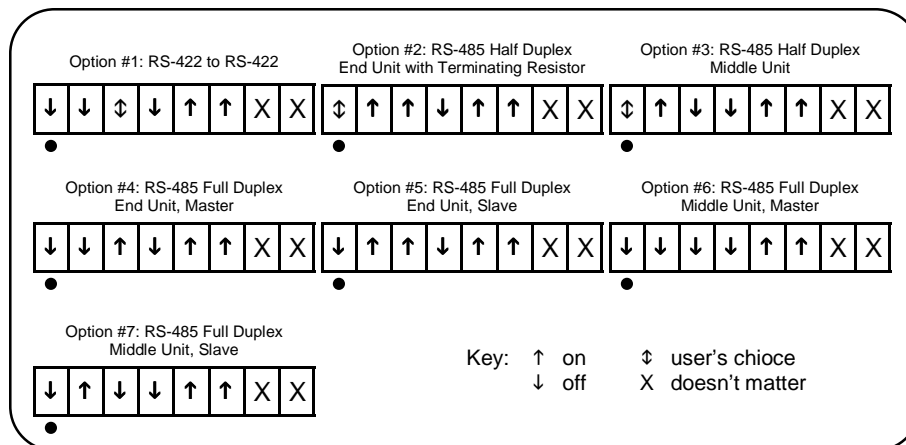 Option #1: RS-422 to RS-422
↓ ↓ ↕ ↓ ↑ ↑ X X
Option #2: RS-485 Half Duplex
End Unit with Terminating Resistor
↕ ↑ ↑ ↓ ↑ ↑ X X
Option #3: RS-485 Half Duplex
Middle Unit
↕ ↑ ↓ ↓ ↑ ↑ X X
Option #4: RS-485 Full Duplex
End Unit, Master
↓ ↓ ↑ ↓ ↑ ↑ X X
Option #5: RS-485 Full Duplex
End Unit, Slave
↓ ↑ ↑ ↓ ↑ ↑ X X
Option #6: RS-485 Full Duplex
Middle Unit, Master
↓ ↓ ↓ ↓ ↑ ↑ X X
Option #7: RS-485 Full Duplex
Middle Unit, Slave
↓ ↑ ↓ ↓ ↑ ↑ X X
Key: ↑ on ↕ user's chioce
↓ off X doesn't matter